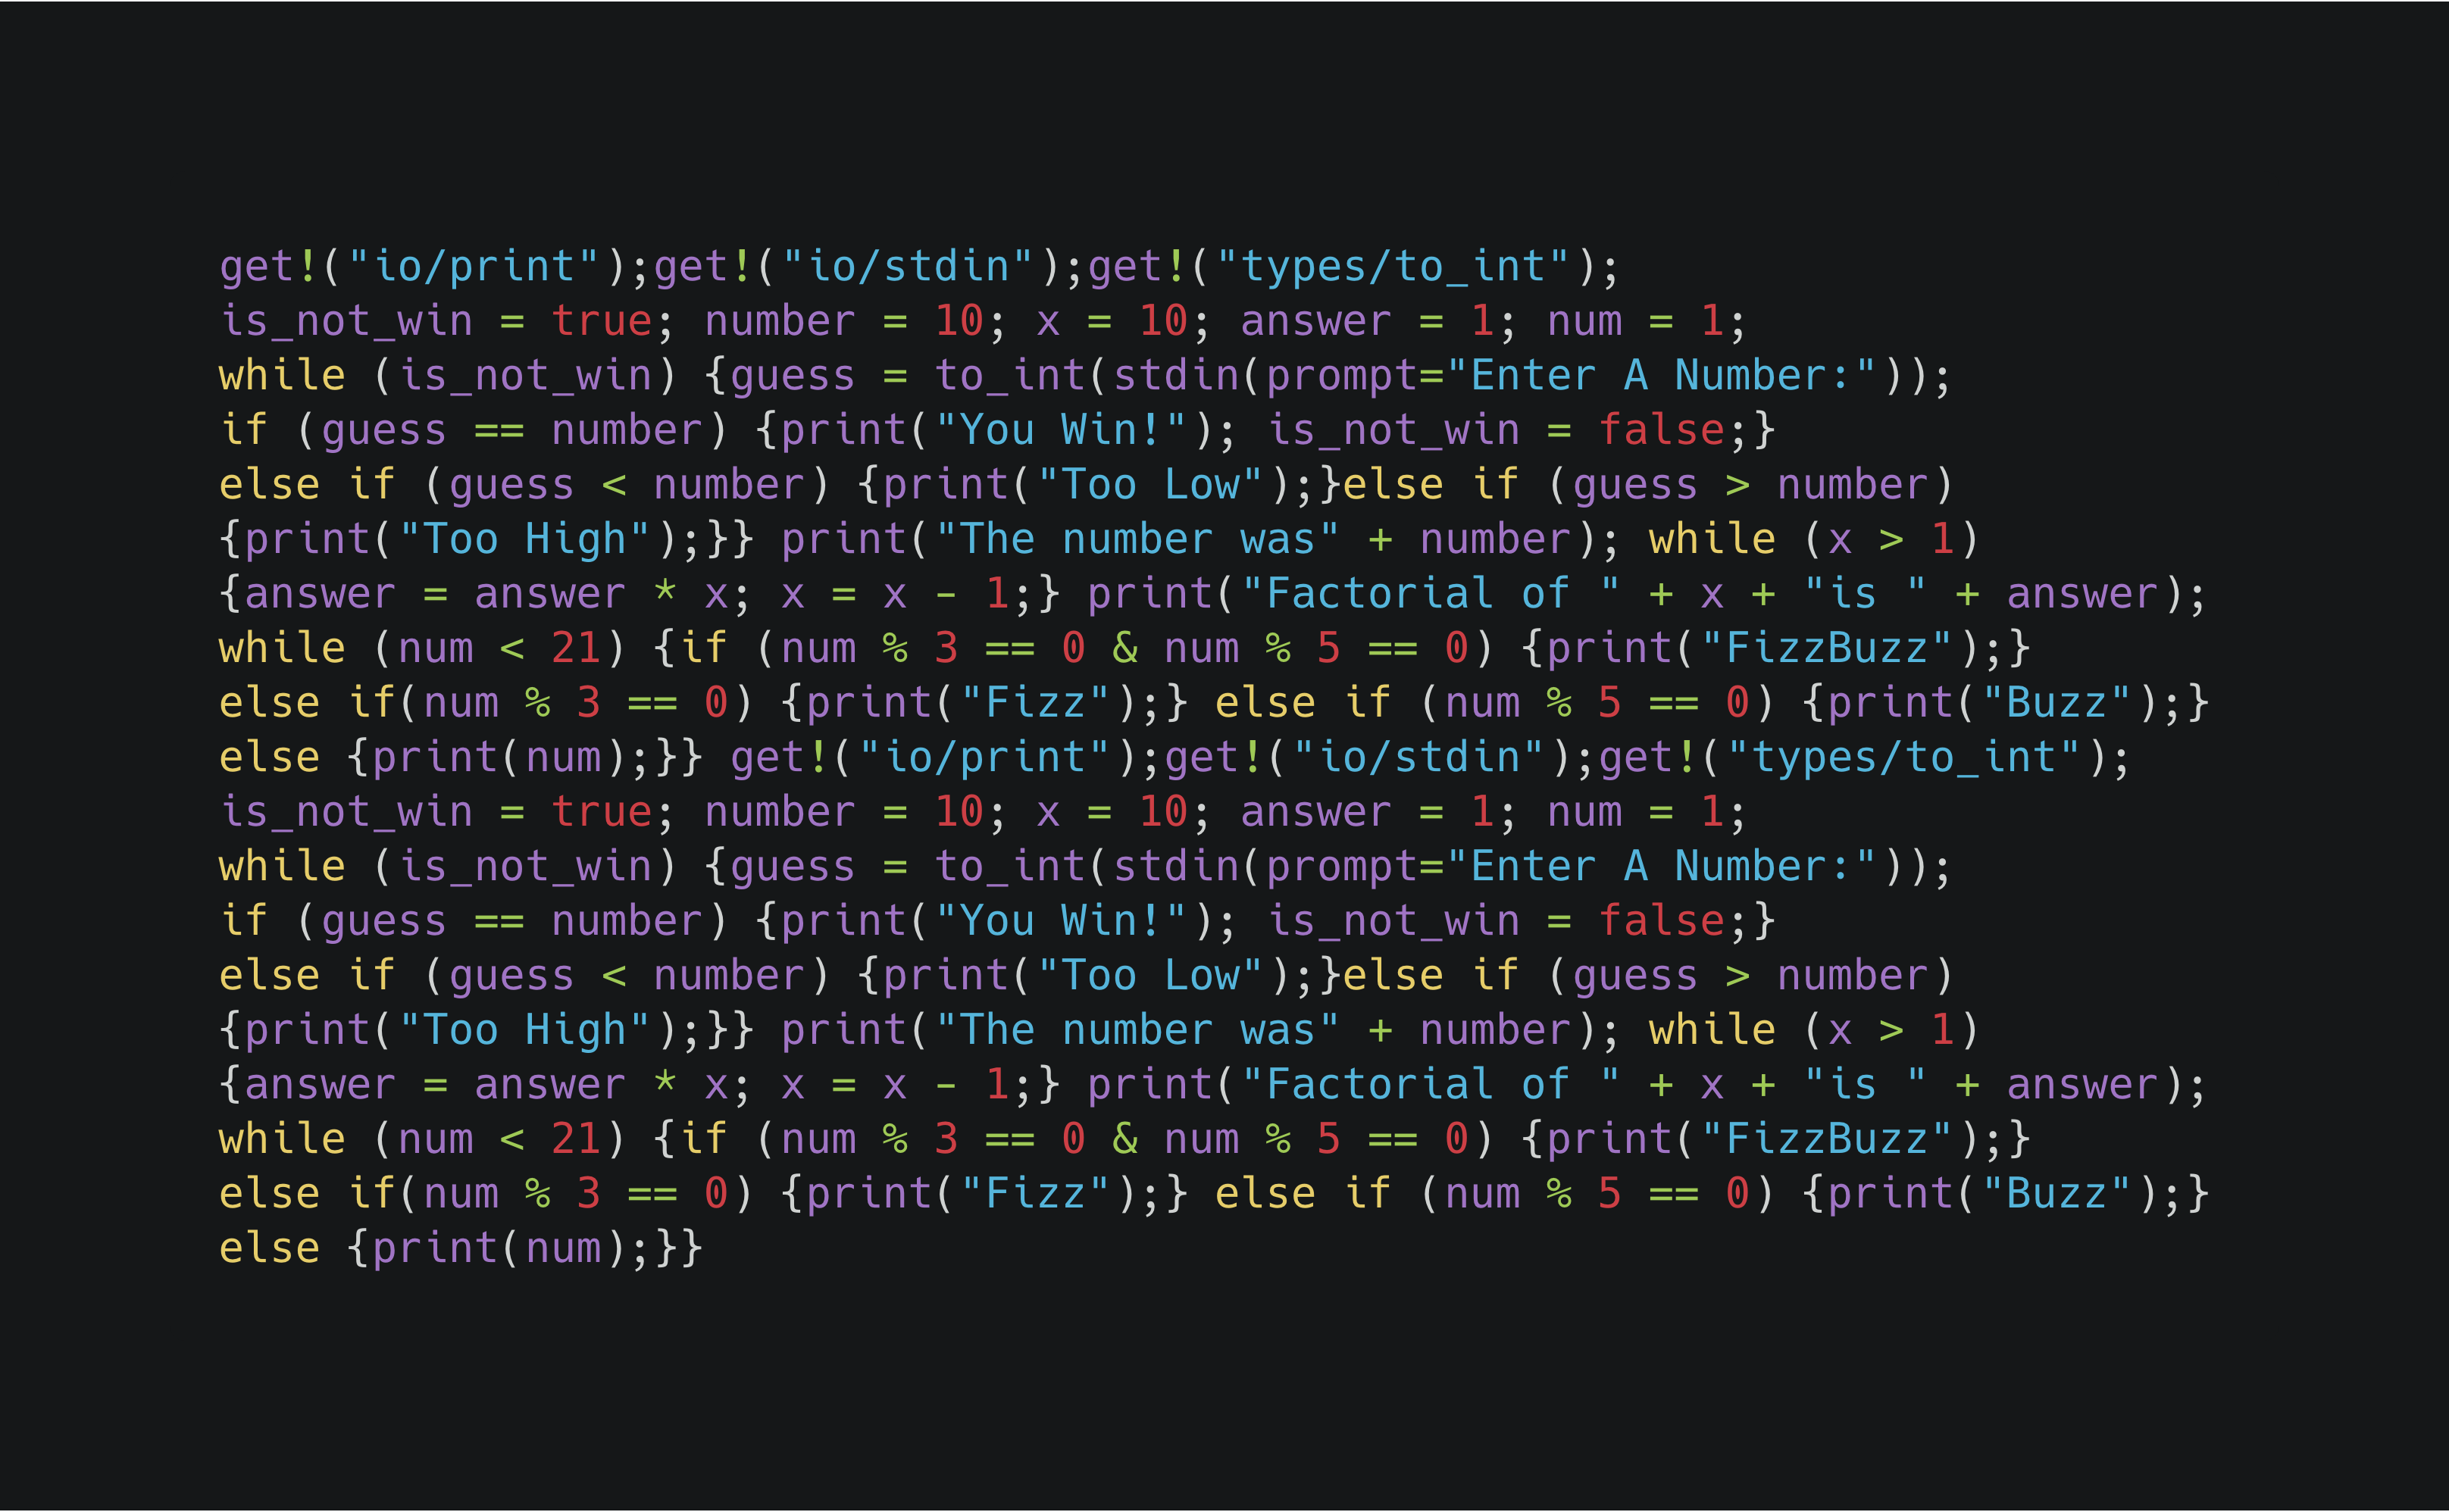 get!("io/print");get!("io/stdin");get!("types/to_int");
is_not_win = true; number = 10; x = 10; answer = 1; num = 1;
while (is_not_win) {guess = to_int(stdin(prompt="Enter A Number:"));
if (guess == number) {print("You Win!"); is_not_win = false;}
else if (guess < number) {print("Too Low");}else if (guess > number)
{print("Too High");}} print("The number was" + number); while (x > 1)
{answer = answer * x; x = x - 1;} print("Factorial of " + x + "is " + answer);
while (num < 21) {if (num % 3 == 0 & num % 5 == 0) {print("FizzBuzz");}
else if(num % 3 == 0) {print("Fizz");} else if (num % 5 == 0) {print("Buzz");}
else {print(num);}} get!("io/print");get!("io/stdin");get!("types/to_int");
is_not_win = true; number = 10; x = 10; answer = 1; num = 1;
while (is_not_win) {guess = to_int(stdin(prompt="Enter A Number:"));
if (guess == number) {print("You Win!"); is_not_win = false;}
else if (guess < number) {print("Too Low");}else if (guess > number)
{print("Too High");}} print("The number was" + number); while (x > 1)
{answer = answer * x; x = x - 1;} print("Factorial of " + x + "is " + answer);
while (num < 21) {if (num % 3 == 0 & num % 5 == 0) {print("FizzBuzz");}
else if(num % 3 == 0) {print("Fizz");} else if (num % 5 == 0) {print("Buzz");}
else {print(num);}}